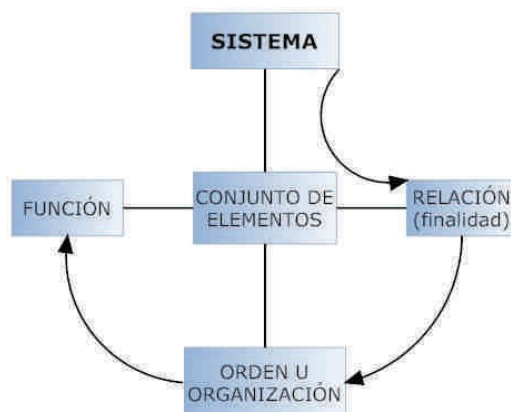 SISTEMA
FUNCIÓN
CONJUNTO DE
ELEMENTOS
RELACIÓN
(finalidad)
ORDEN U
ORGANIZACIÓN